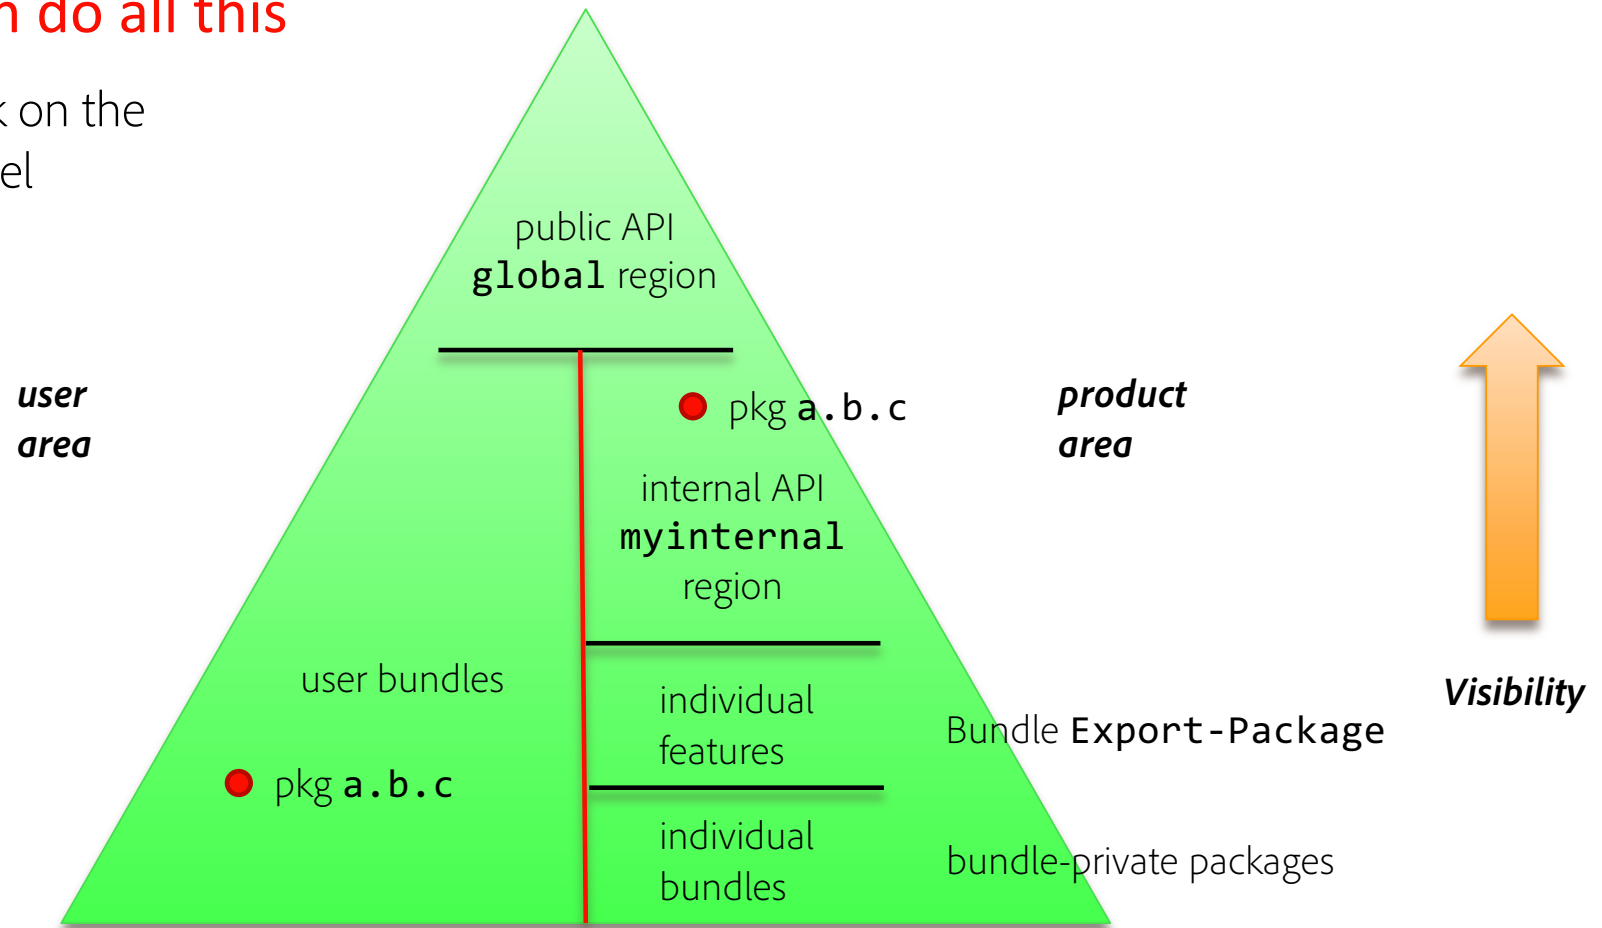 do all this
on the
public API
global region
user
area
pkg a.b.c
product
area
internal API
myinternal
region
user bundles
individual
features
Bundle Export-Package
Visibility
pkg a.b.c
individual
bundles
bundle-private packages